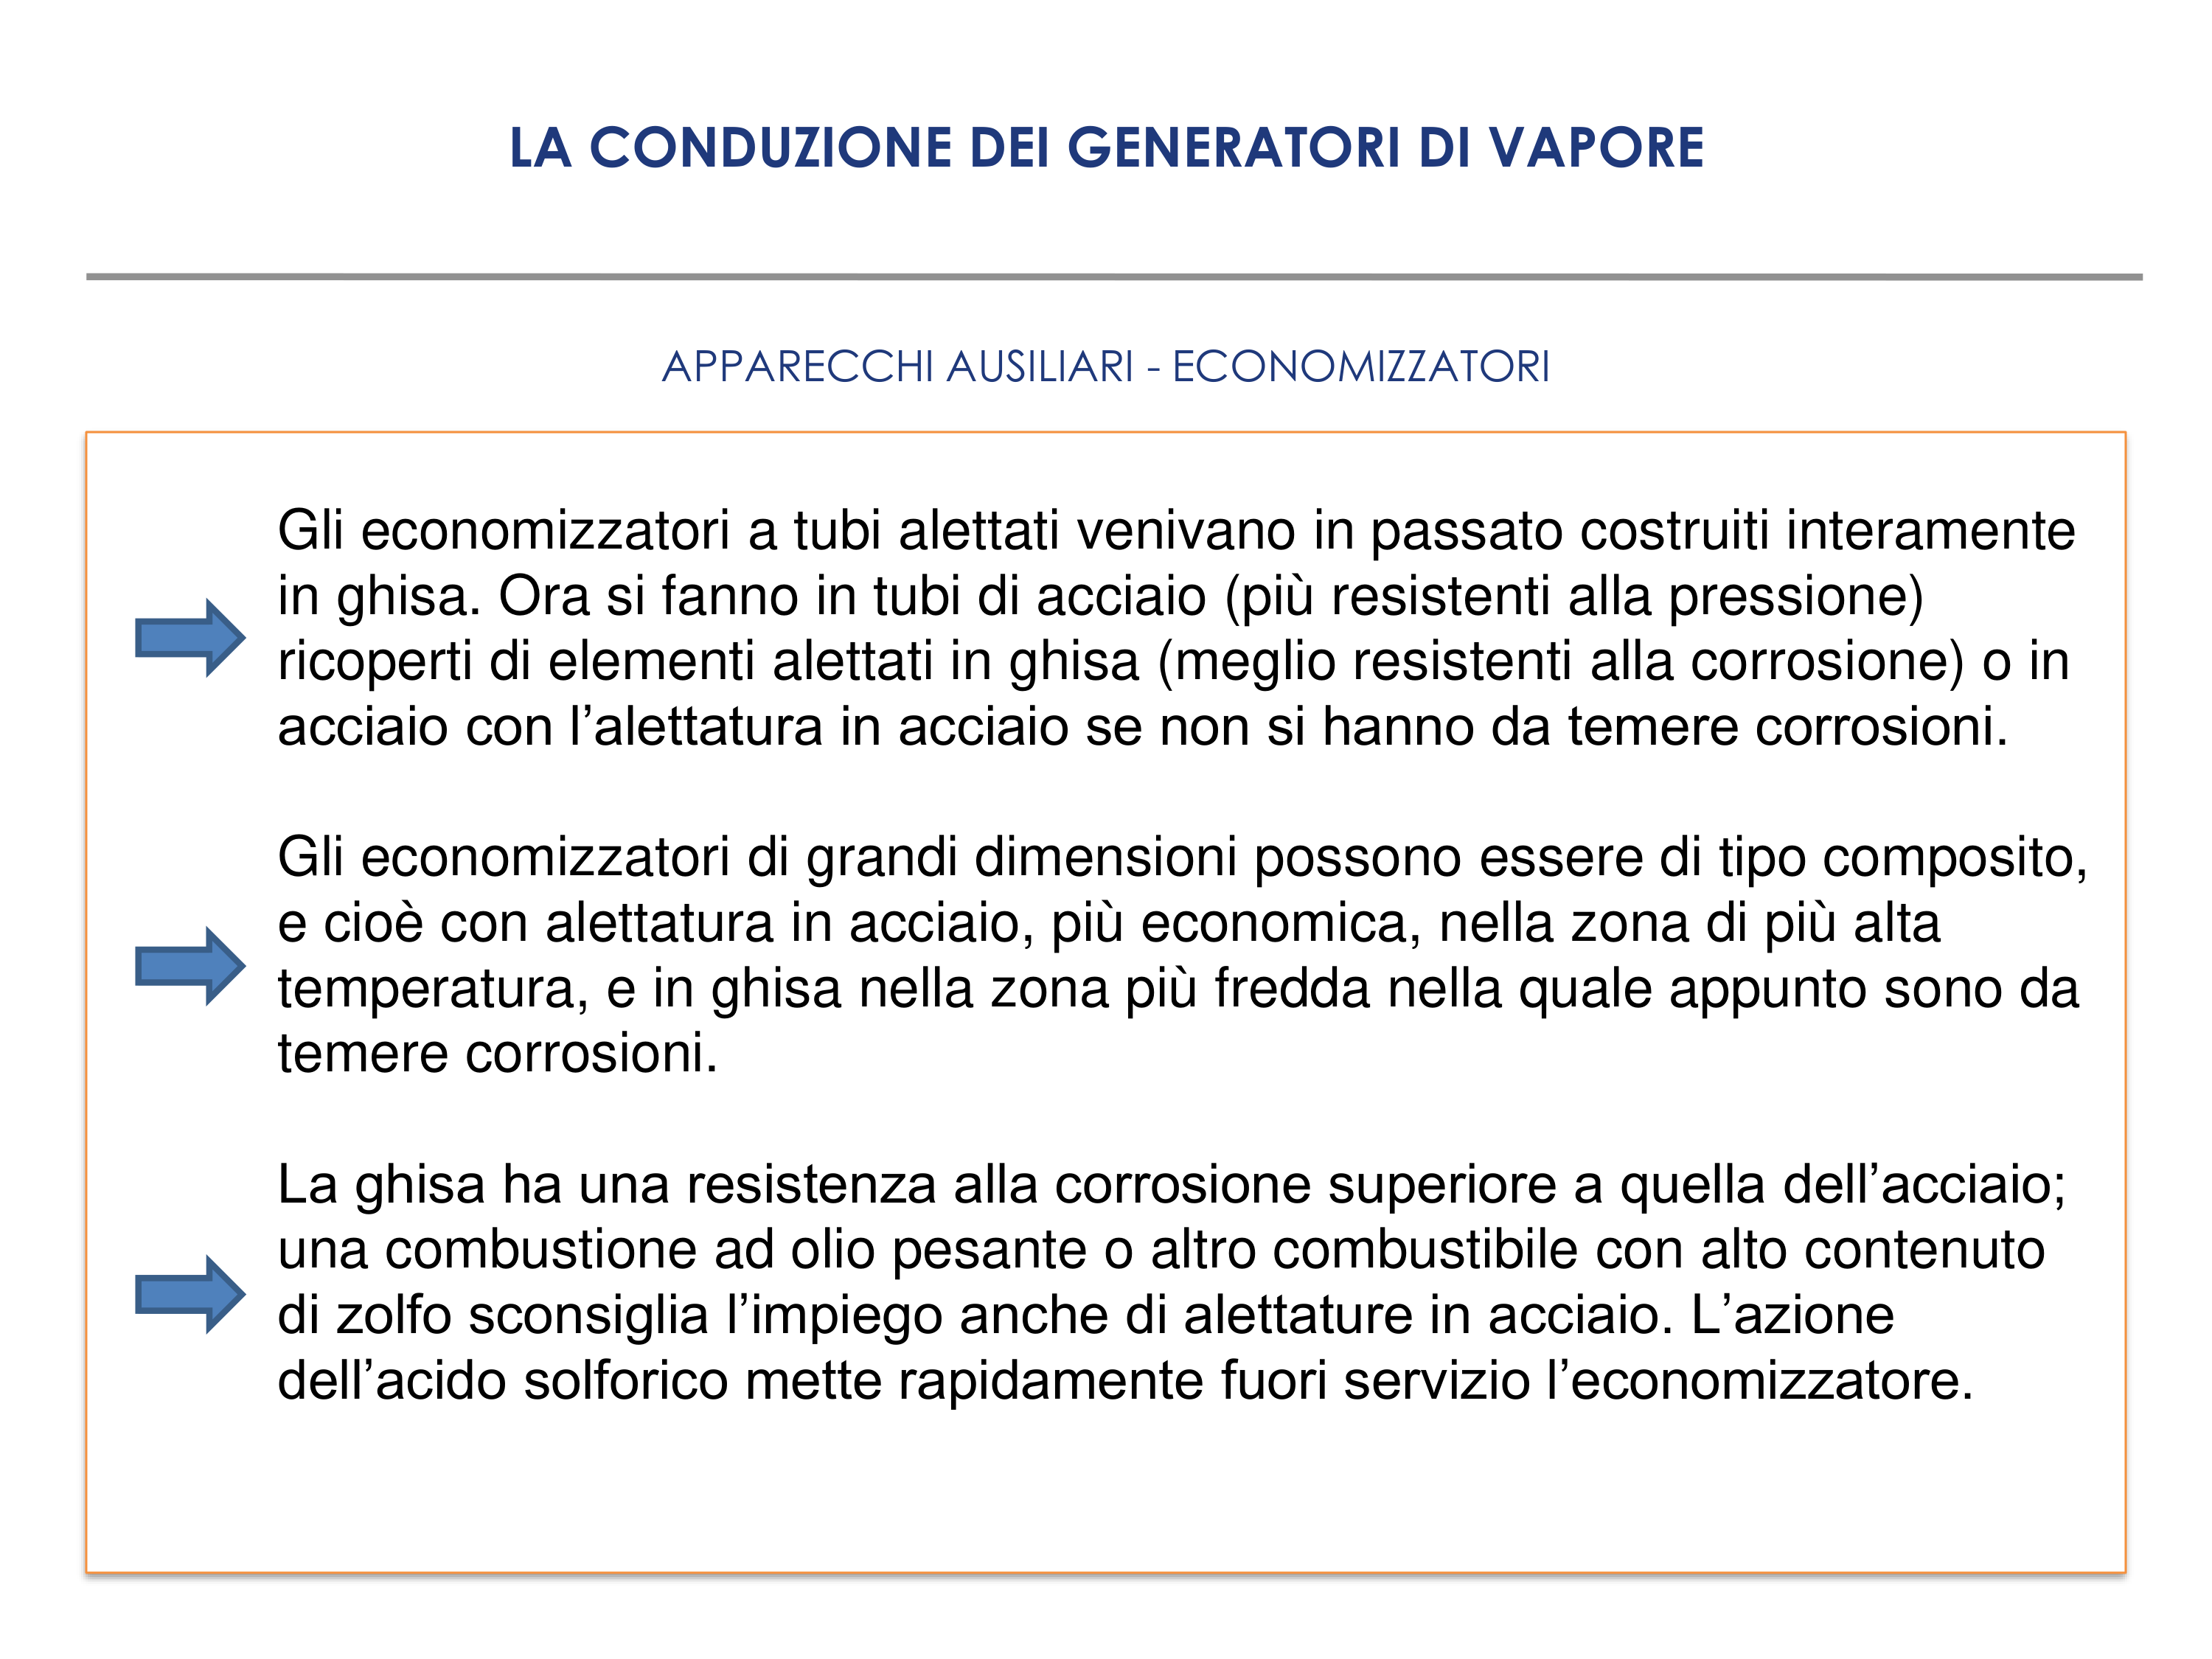 LA CONDUZIONE DEI GENERATORI DI VAPORE
APPARECCHI AUSILIARI - ECONOMIZZATORI
Gli economizzatori a tubi alettati venivano in passato costruiti interamente
in ghisa. Ora si fanno in tubi di acciaio (più resistenti alla pressione)
ricoperti di elementi alettati in ghisa (meglio resistenti alla corrosione) o in
acciaio con l’alettatura in acciaio se non si hanno da temere corrosioni.
Gli economizzatori di grandi dimensioni possono essere di tipo composito,
e cioè con alettatura in acciaio, più economica, nella zona di più alta
temperatura, e in ghisa nella zona più fredda nella quale appunto sono da
temere corrosioni.
La ghisa ha una resistenza alla corrosione superiore a quella dell’acciaio;
una combustione ad olio pesante o altro combustibile con alto contenuto
di zolfo sconsiglia l’impiego anche di alettature in acciaio. L’azione
dell’acido solforico mette rapidamente fuori servizio l’economizzatore.